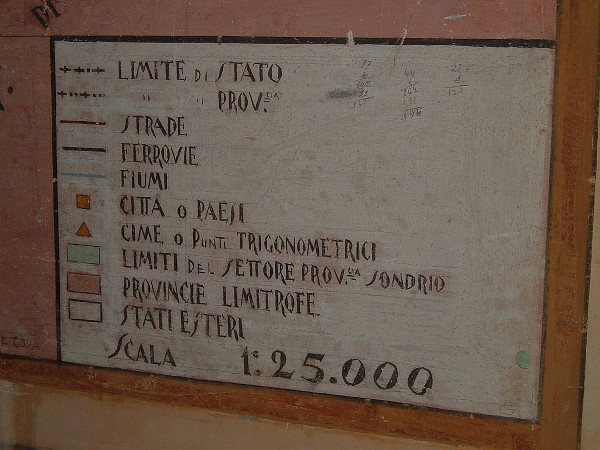 LIMITE DI STATO
" " PROV.CIA
STRADE
FERROVIE
FIUMI
CITTÀ O PAESI
CIME O PUNTI TRIGONOMETRICI
LIMITI DEL SETTORE PROV.CIA SONDRIO
PROVINCIE LIMITROFE
STATI ESTERI
SCALA 1:25.000